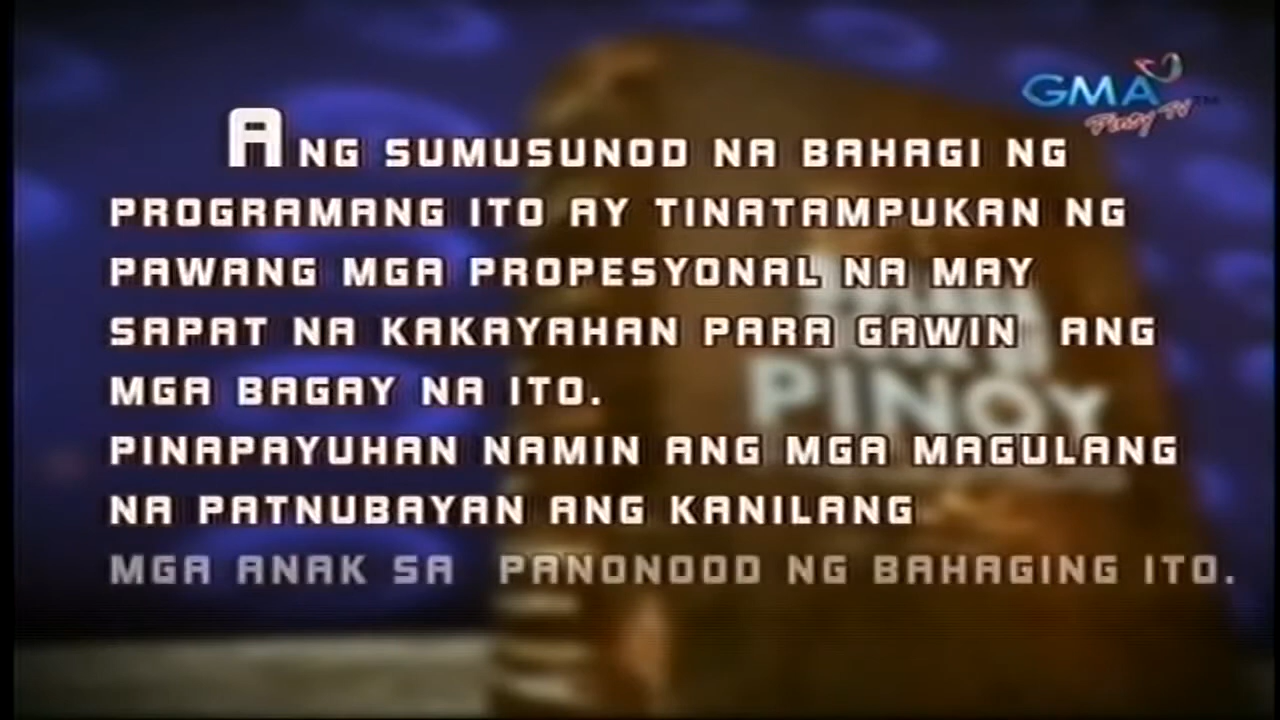 GMA
Pinoy TV™
ANG SUMUSUNOD NA BAHAGI NG
PROGRAMANG ITO AY TINATAMPUKAN NG
PAWANG MGA PROPESYONAL NA MAY
SAPAT NA KAKAYAHAN PARA GAWIN ANG
MGA BAGAY NA ITO.
PINAPAYUHAN NAMIN ANG MGA MAGULANG
NA PATNUBAYAN ANG KANILANG
MGA ANAK SA PANONOOD NG BAHAGING ITO.
PINOY